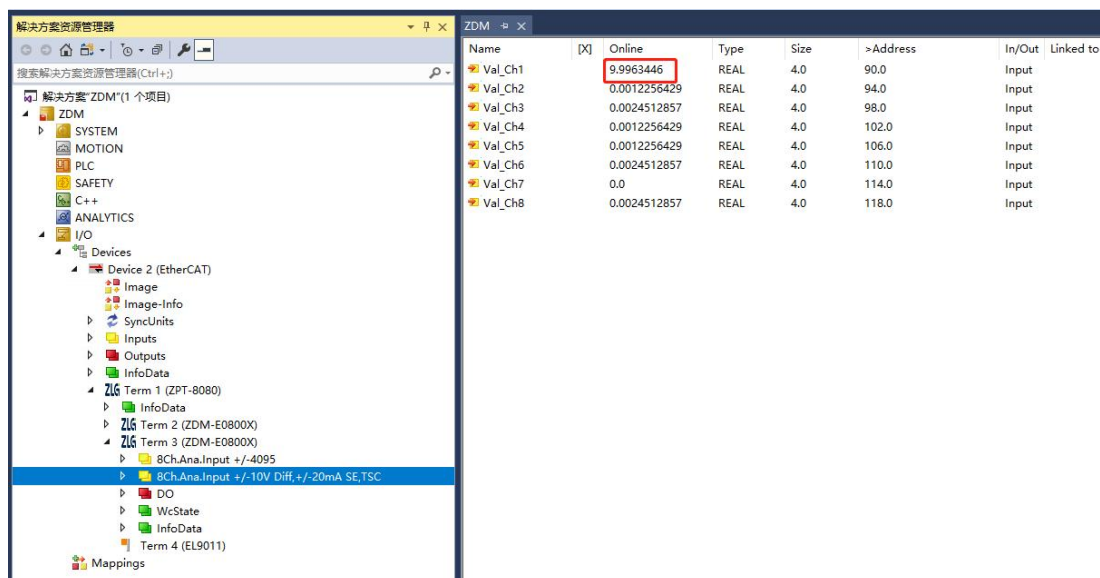 解决方案资源管理器
搜索解决方案资源管理器(Ctrl+;)
解决方案"ZDM"(1 个项目)
ZDM
SYSTEM
MOTION
PLC
SAFETY
C++
ANALYTICS
I/O
Devices
Device 2 (EtherCAT)
Image
Image-Info
SyncUnits
Inputs
Outputs
InfoData
ZLG Term 1 (ZPT-8080)
InfoData
ZLG Term 2 (ZDM-E0800X)
ZLG Term 3 (ZDM-E0800X)
8Ch.Ana.Input +/-4095
8Ch.Ana.Input +/-10V Diff,+/-20mA SE,TSC
DO
WcState
InfoData
Term 4 (EL9011)
Mappings
ZDM
Name [X] Online Type Size >Address In/Out Linked to
Val_Ch1 9.9963446 REAL 4.0 90.0 Input
Val_Ch2 0.0012256429 REAL 4.0 94.0 Input
Val_Ch3 0.0024512857 REAL 4.0 98.0 Input
Val_Ch4 0.0012256429 REAL 4.0 102.0 Input
Val_Ch5 0.0012256429 REAL 4.0 106.0 Input
Val_Ch6 0.0024512857 REAL 4.0 110.0 Input
Val_Ch7 0.0 REAL 4.0 114.0 Input
Val_Ch8 0.0024512857 REAL 4.0 118.0 Input